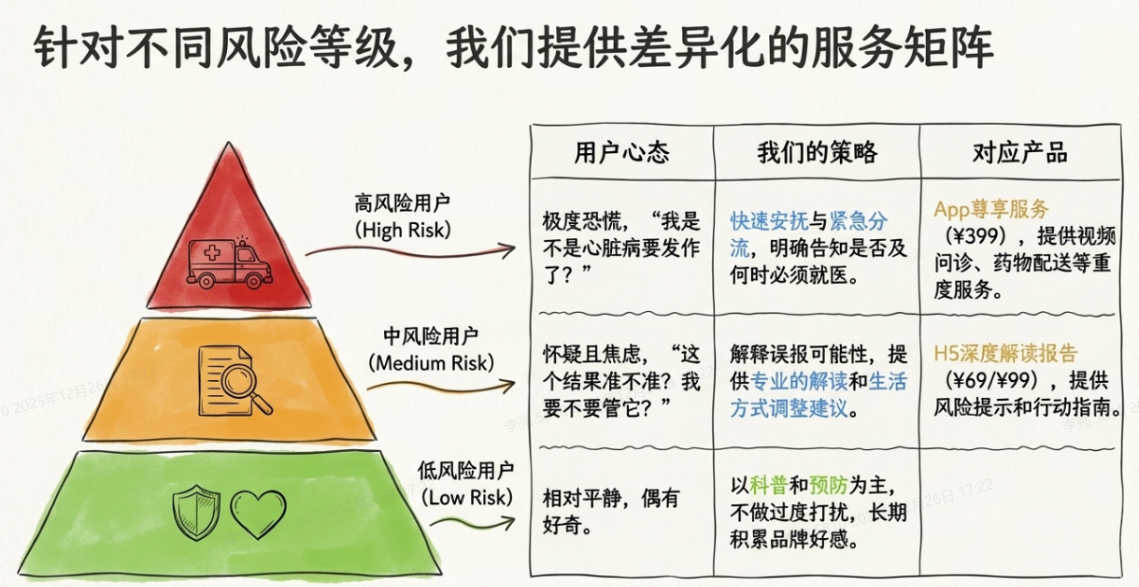 针对不同风险等级，我们提供差异化的服务矩阵
用户心态
我们的策略
对应产品
高风险用户
(High Risk)
极度恐慌，“我是
不是心脏病要发作
了？”
快速安抚与紧急分
流，明确告知是否及
何时必须就医。
App尊享服务
（¥399），提供视频
问诊、药物配送等重
度服务。
中风险用户
(Medium Risk)
怀疑且焦虑，“这
个结果准不准？我
要不要管它？”
解释误报可能性，提
供专业的解读和生活
方式调整建议。
H5深度解读报告
（¥69/¥99），提供
风险提示和行动指南。
低风险用户
(Low Risk)
相对平静，偶有
好奇。
以科普和预防为主，
不做过度打扰，长期
积累品牌好感。